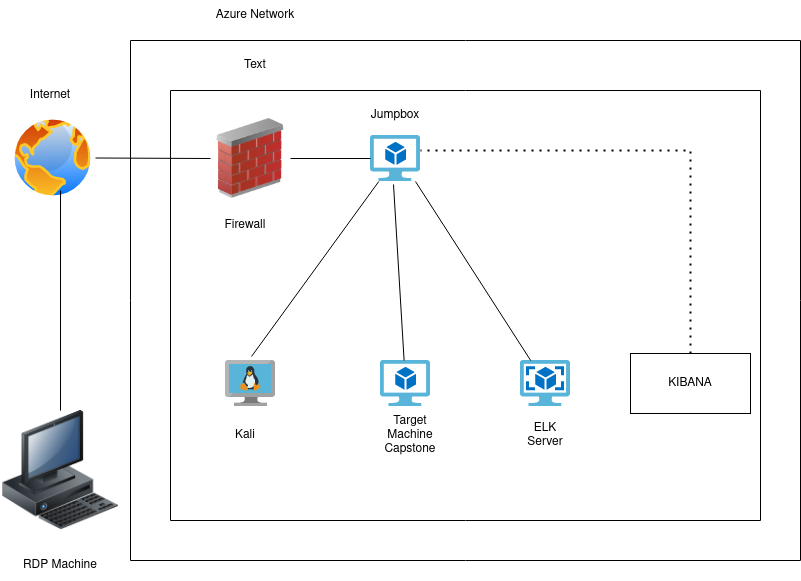 Azure Network
Text
Internet
Jumpbox
Firewall
KIBANA
Kali
Target
Machine
Capstone
ELK
Server
RDP Machine